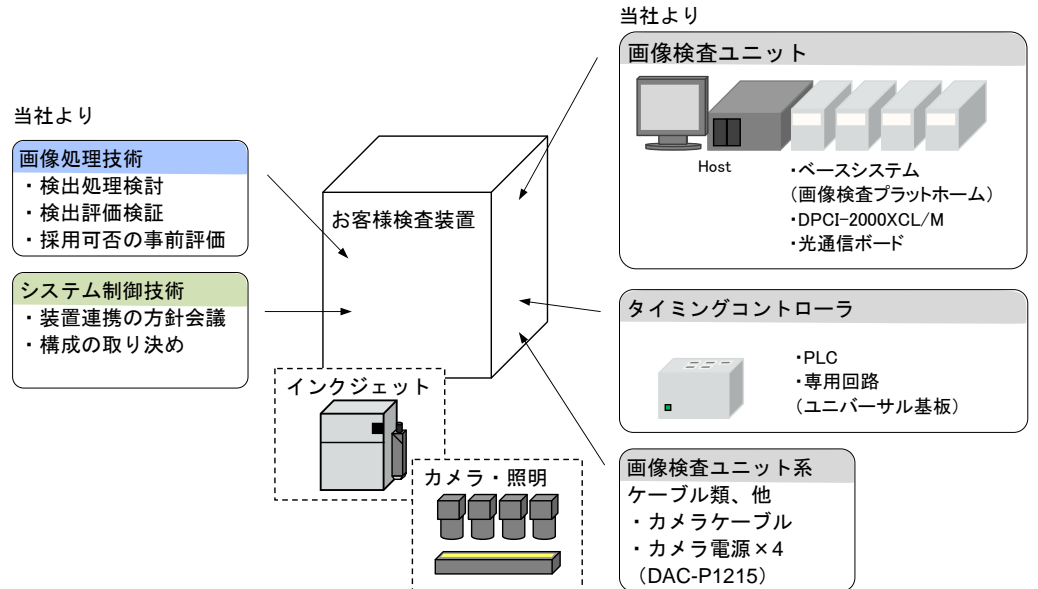 当社より
画像処理技術
・検出処理検討
・検出評価検証
・採用可否の事前評価
システム制御技術
・装置連携の方針会議
・構成の取り決め
お客様検査装置
インクジェット
カメラ・照明
当社より
画像検査ユニット
Host
・ベースシステム
(画像検査プラットホーム)
・DPCI-2000XCL/M
・光通信ボード
タイミングコントローラ
・PLC
・専用回路
(ユニバーサル基板)
画像検査ユニット系
ケーブル類、他
・カメラケーブル
・カメラ電源×4
(DAC-P1215)